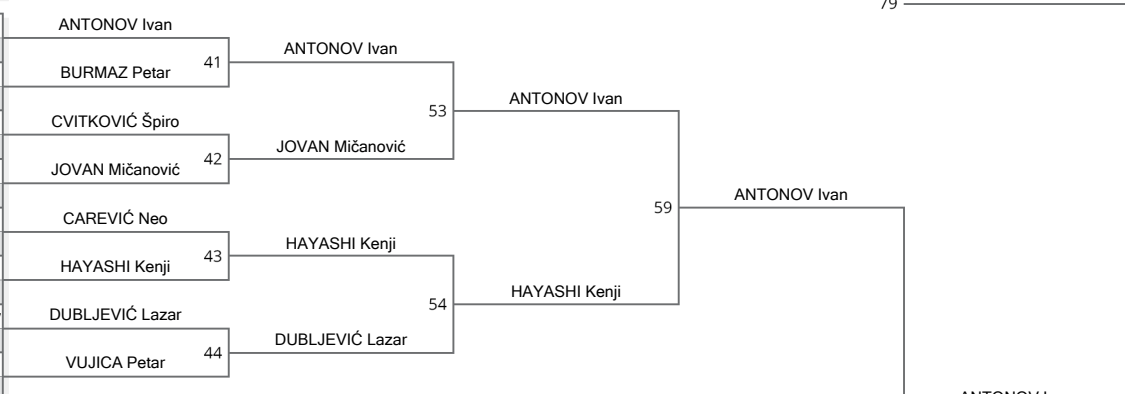 79
ANTONOV Ivan
ANTONOV Ivan
41
BURMAZ Petar
ANTONOV Ivan
53
CVITKOVIĆ Špiro
JOVAN Mičanović
42
JOVAN Mičanović
ANTONOV Ivan
59
CAREVIĆ Neo
HAYASHI Kenji
43
HAYASHI Kenji
HAYASHI Kenji
54
DUBLJEVIĆ Lazar
DUBLJEVIĆ Lazar
44
VUJICA Petar